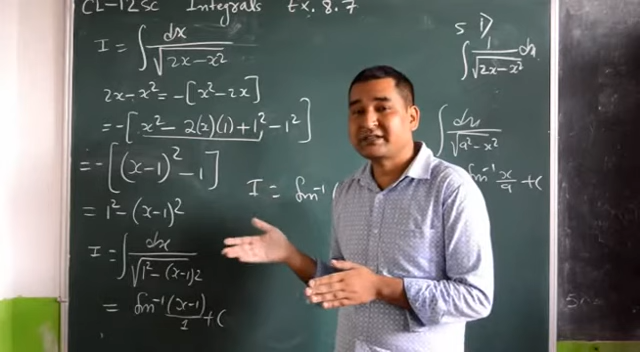 CL-12Sc Integrals Ex. 8.7
I = ∫ dx / √(2x-x²)
2x-x² = -[x²-2x]
= -[x² - 2(x)(1) + 1² - 1²]
= -[(x-1)² - 1]
= 1² - (x-1)²
I = ∫ dx / √(1² - (x-1)²)
= Sin⁻¹ (x-1)/1 + C
I = Sin⁻¹ (
5 i)
∫ 1 / √(2x-x²) dx
∫ dx / √(a²-x²)
Sin⁻¹ x/a + C